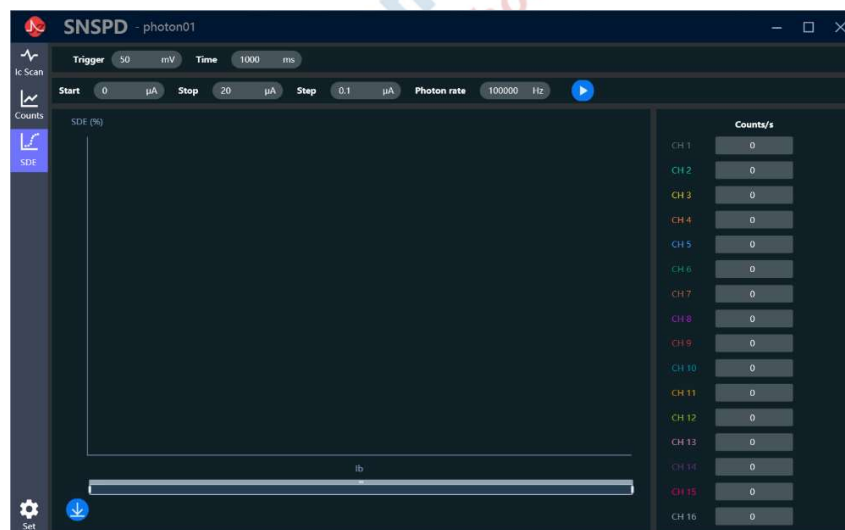 SNSPD - photon01
Ic Scan
Counts
SDE
Set
Trigger 50 mV Time 1000 ms
Start 0 μA Stop 20 μA Step 0.1 μA Photon rate 100000 Hz
SDE (%)
Ib
Counts/s
CH 1 0
CH 2 0
CH 3 0
CH 4 0
CH 5 0
CH 6 0
CH 7 0
CH 8 0
CH 9 0
CH 10 0
CH 11 0
CH 12 0
CH 13 0
CH 14 0
CH 15 0
CH 16 0